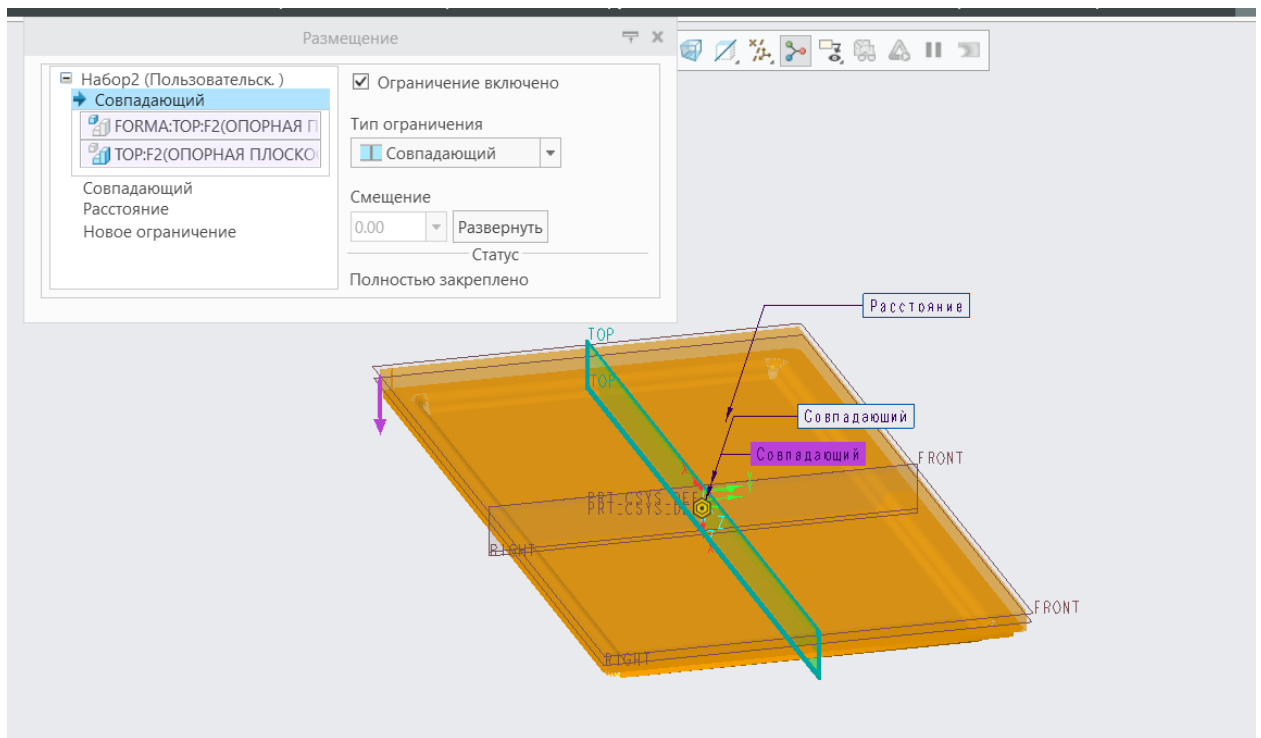 Размещение
Набор2 (Пользовательск. )
Совпадающий
FORMA:TOP:F2(ОПОРНАЯ П
TOP:F2(ОПОРНАЯ ПЛОСКО
Совпадающий
Расстояние
Новое ограничение
Ограничение включено
Тип ограничения
Совпадающий
Смещение
0.00
Развернуть
Статус
Полностью закреплено
Расстояние
TOP
TOP
Совпадающий
Совпадающий
FRONT
PRT_CSYS_DEF
PRT_CSYS_DE
Y
Z
RIGHT
FRONT
RIGHT